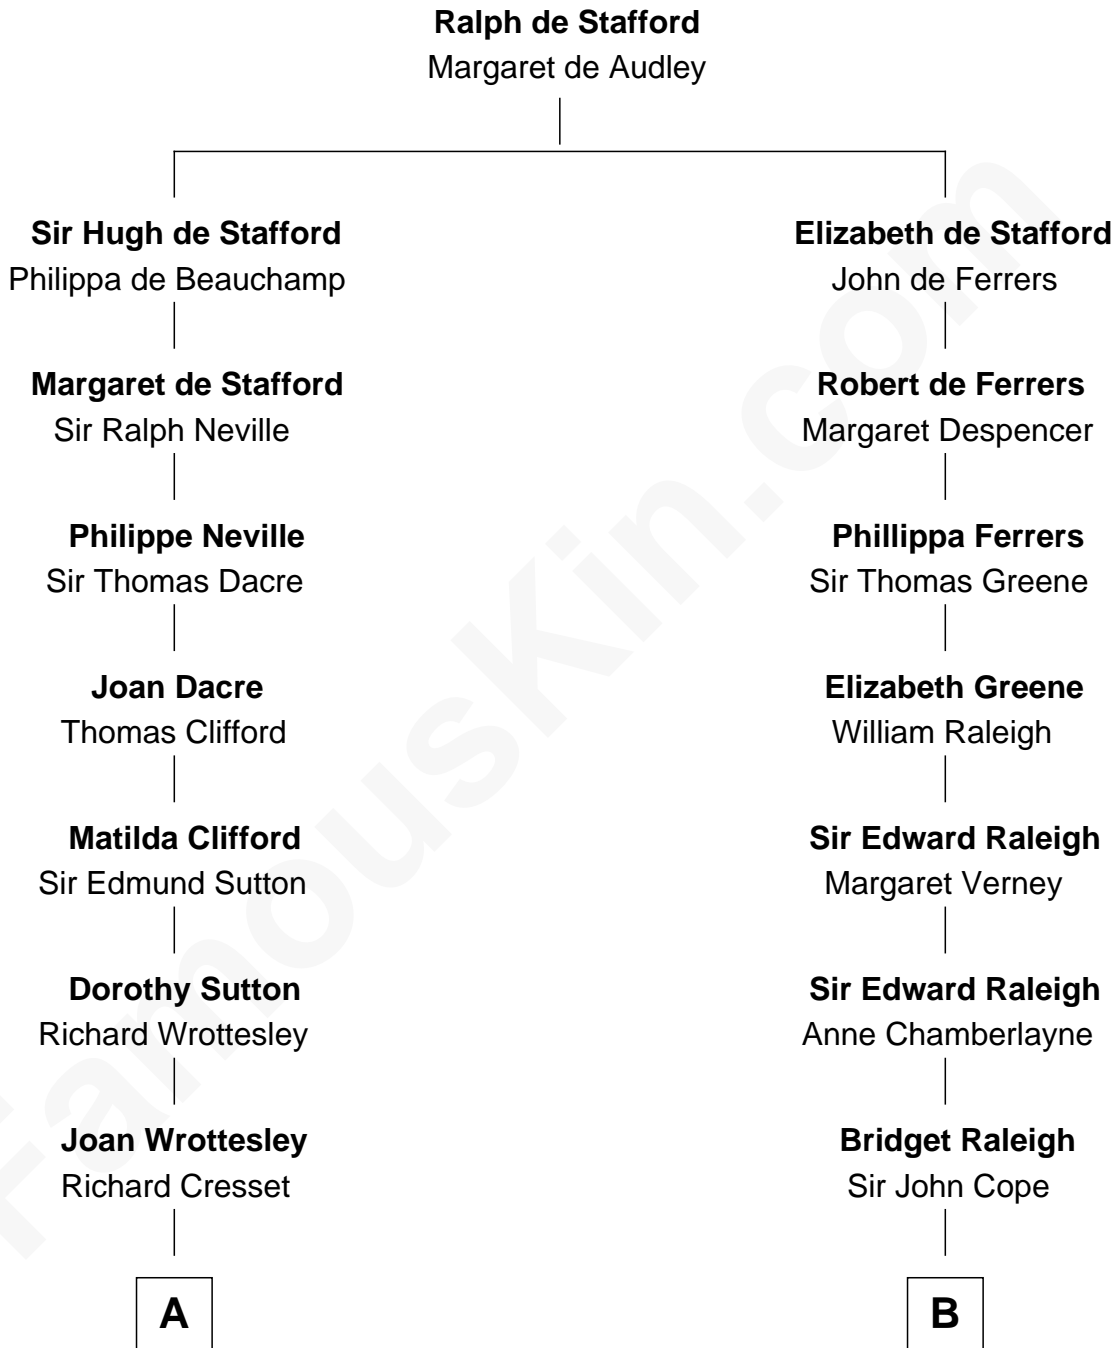 Ralph de Stafford
Margaret de Audley
Sir Hugh de Stafford
Philippa de Beauchamp
Margaret de Stafford
Sir Ralph Neville
Philippe Neville
Sir Thomas Dacre
Joan Dacre
Thomas Clifford
Matilda Clifford
Sir Edmund Sutton
Dorothy Sutton
Richard Wrottesley
Joan Wrottesley
Richard Cresset
A
Elizabeth de Stafford
John de Ferrers
Robert de Ferrers
Margaret Despencer
Phillippa Ferrers
Sir Thomas Greene
Elizabeth Greene
William Raleigh
Sir Edward Raleigh
Margaret Verney
Sir Edward Raleigh
Anne Chamberlayne
Bridget Raleigh
Sir John Cope
B
FamousKin.com